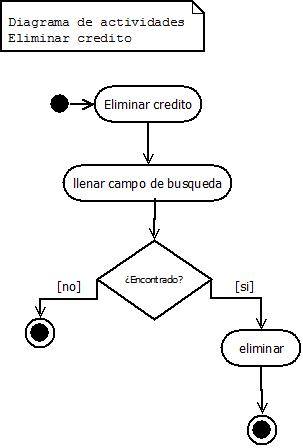 Diagrama de actividades
Eliminar credito
Eliminar credito
llenar campo de busqueda
¿Encontrado?
[no]
[si]
eliminar